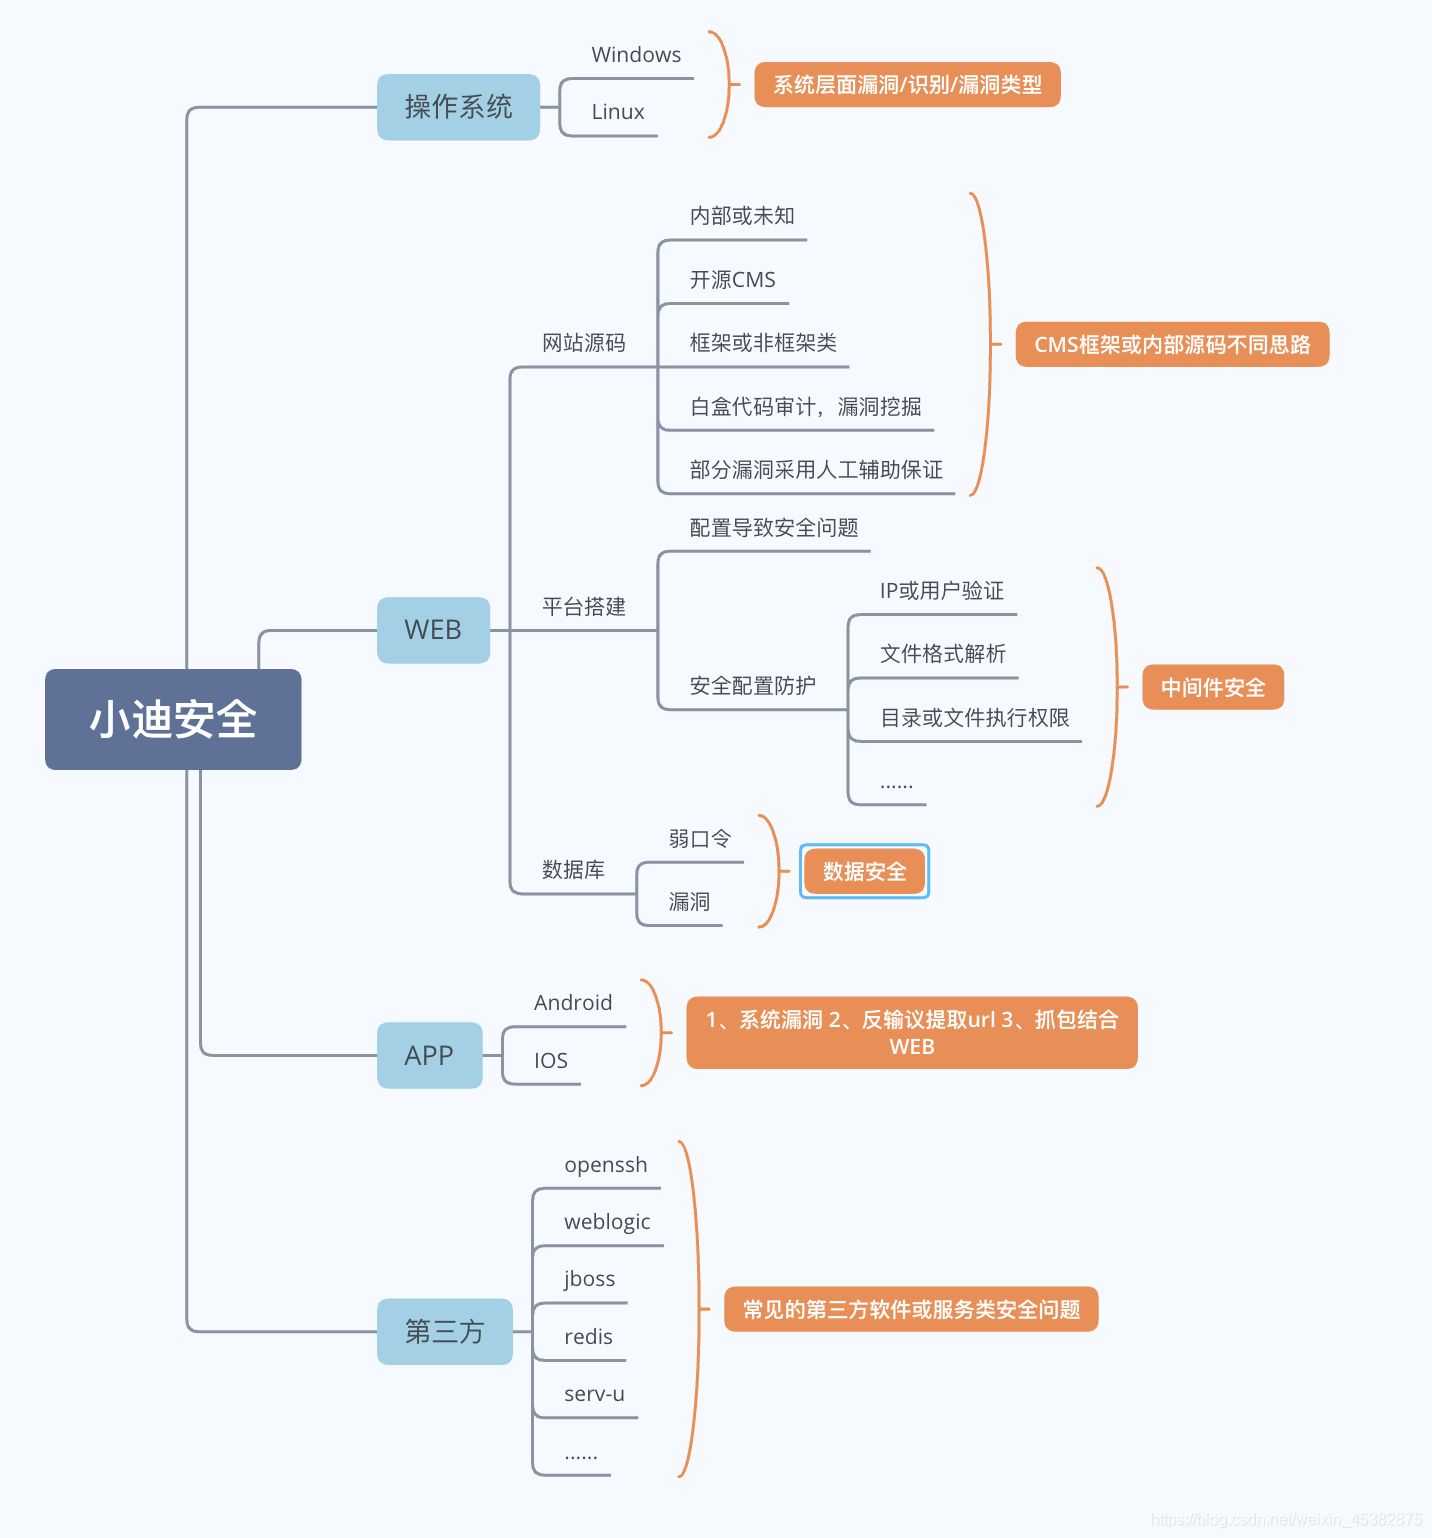 小迪安全
操作系统
Windows
Linux
系统层面漏洞/识别/漏洞类型
WEB
网站源码
内部或未知
开源CMS
框架或非框架类
白盒代码审计，漏洞挖掘
部分漏洞采用人工辅助保证
CMS框架或内部源码不同思路
平台搭建
配置导致安全问题
安全配置防护
IP或用户验证
文件格式解析
目录或文件执行权限
......
中间件安全
数据库
弱口令
漏洞
数据安全
APP
Android
IOS
1、系统漏洞 2、反输议提取url 3、抓包结合
WEB
第三方
openssh
weblogic
jboss
redis
serv-u
......
常见的第三方软件或服务类安全问题
https://blog.csdn.net/weixin_45382875